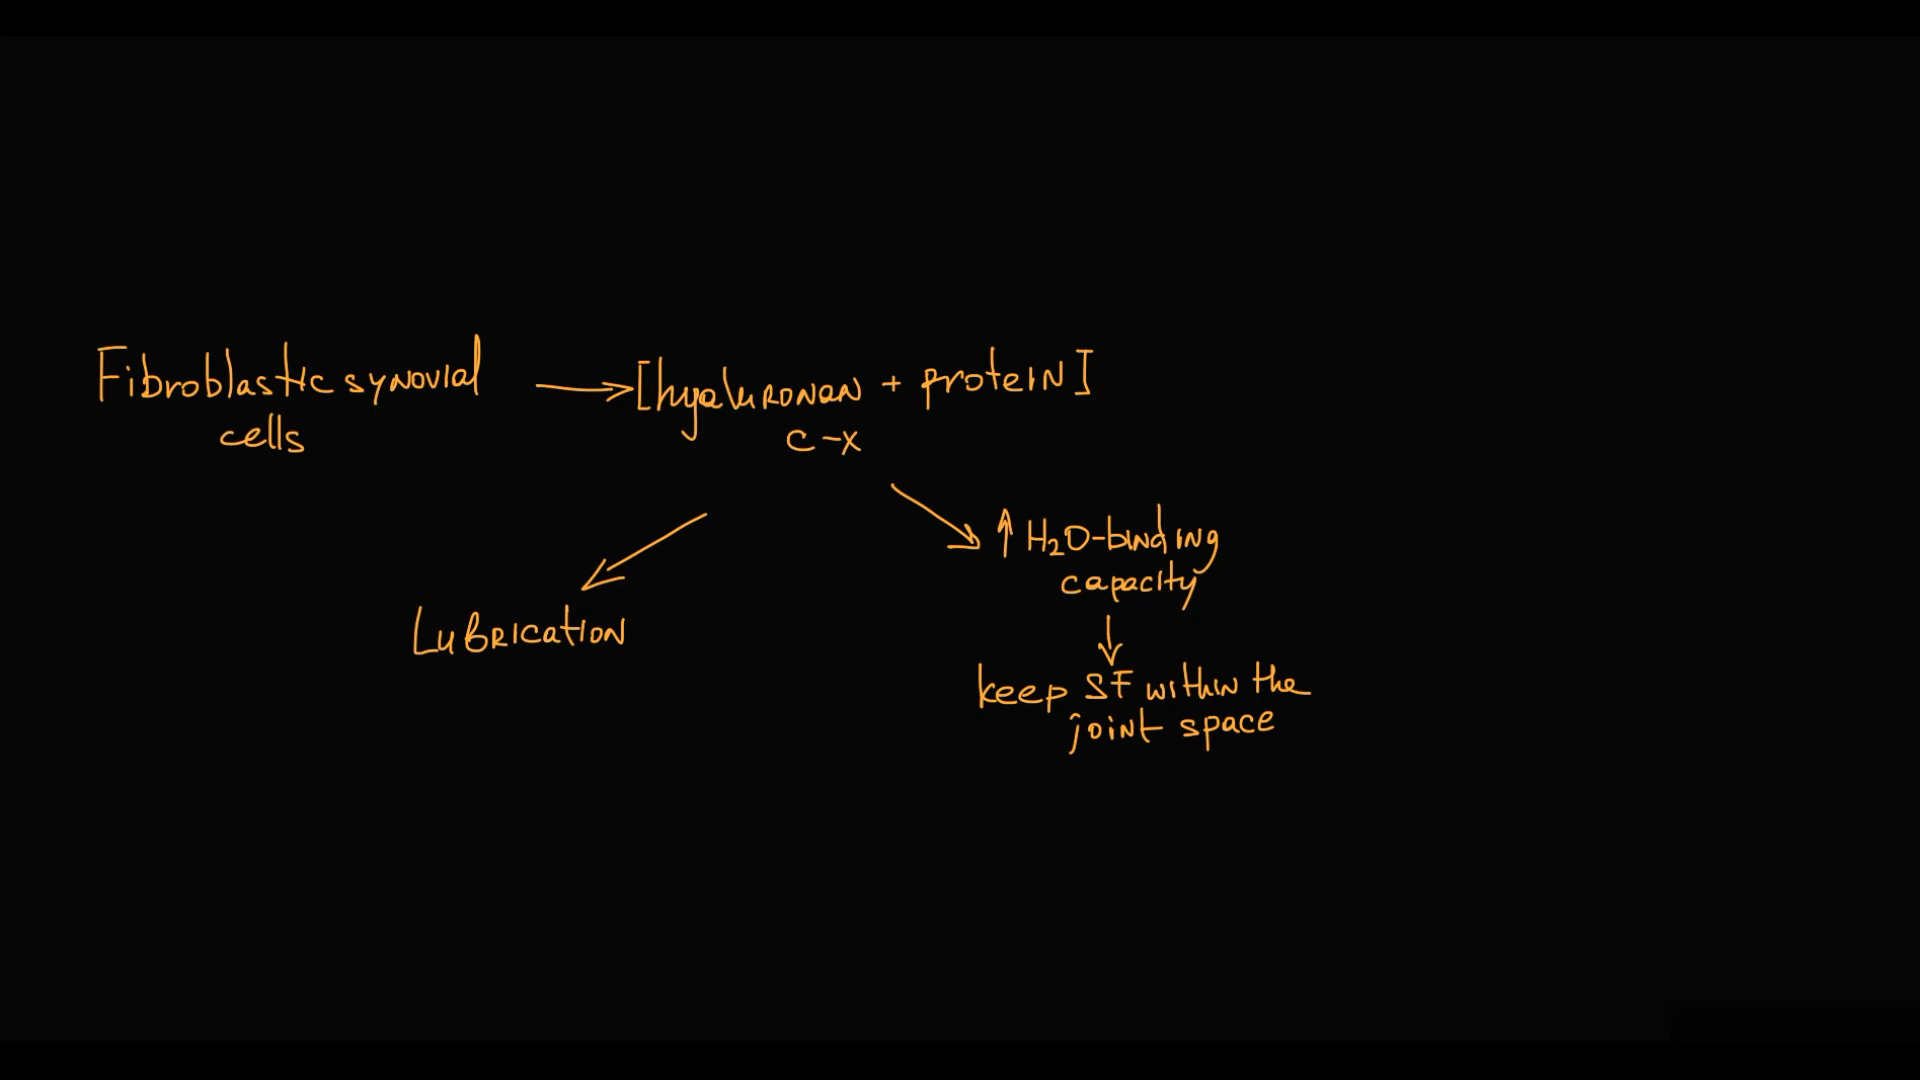 Fibroblastic synovial
cells
→ [hyaluronan + protein]
c-x
Lubrication
↑ H₂O-binding
capacity
↓
keep SF within the
joint space